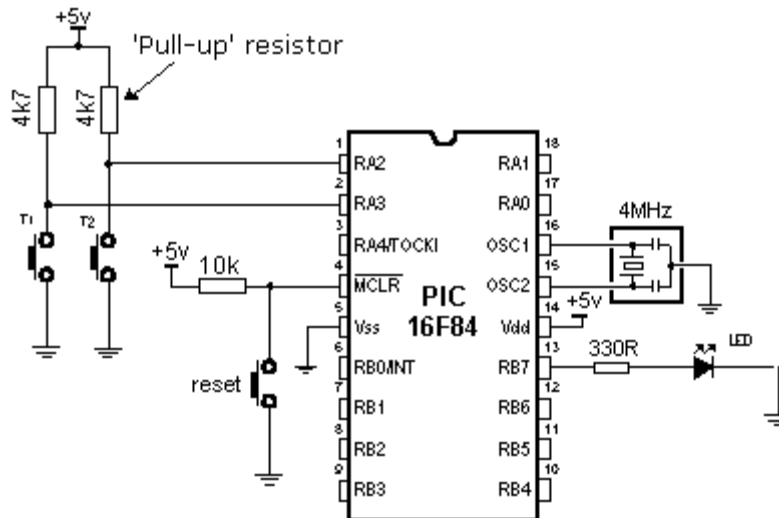 +5v
'Pull-up' resistor
4k7
4k7
T1
T2
+5v
10k
reset
1
2
3
4
5
6
7
8
9
RA2
RA3
RA4/TOCKI
MCLR
Vss
RB0/INT
RB1
RB2
RB3
PIC
16F84
RA1
RA0
OSC1
OSC2
Vdd
RB7
RB6
RB5
RB4
18
17
16
15
14
13
12
11
10
4MHz
+5v
330R
LED